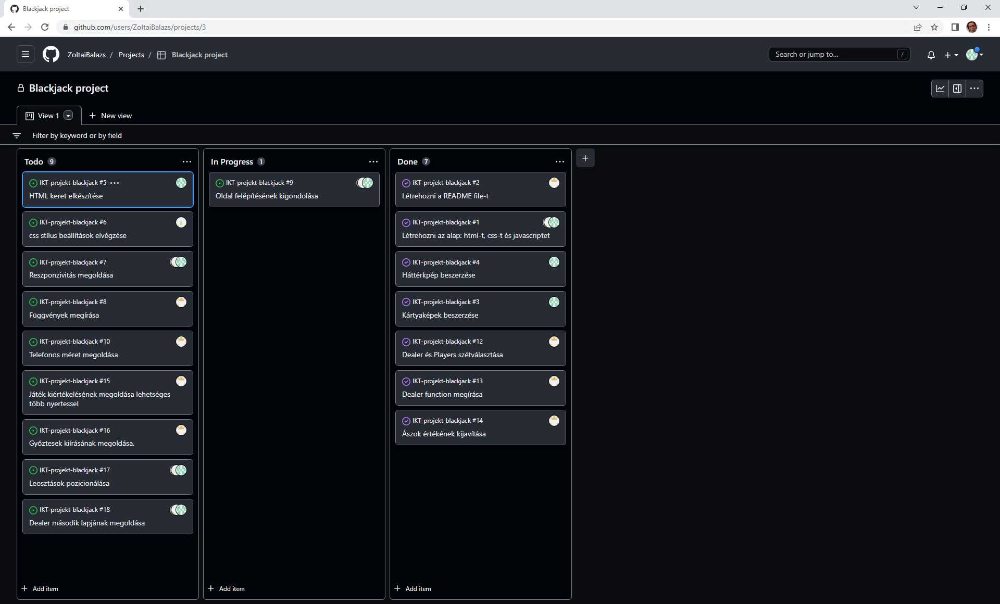 Blackjack project
github.com/users/ZoltaiBalazs/projects/3
ZoltaiBalazs / Projects / Blackjack project
Search or jump to... /
Blackjack project
View 1
New view
Filter by keyword or by field
Todo 9
IKT-projekt-blackjack #5
HTML keret elkészítése
IKT-projekt-blackjack #6
css stílus beállítások elvégzése
IKT-projekt-blackjack #7
Reszponzivitás megoldása
IKT-projekt-blackjack #8
Függvények megírása
IKT-projekt-blackjack #10
Telefonos méret megoldása
IKT-projekt-blackjack #15
Játék kiértékelésének megoldása lehetséges
több nyertessel
IKT-projekt-blackjack #16
Győztesek kiírásának megoldása.
IKT-projekt-blackjack #17
Leosztások pozicionálása
IKT-projekt-blackjack #18
Dealer második lapjának megoldása
Add item
In Progress 1
IKT-projekt-blackjack #9
Oldal felépítésének kigondolása
Add item
Done 7
IKT-projekt-blackjack #2
Létrehozni a README file-t
IKT-projekt-blackjack #1
Létrehozni az alap: html-t, css-t és javascriptet
IKT-projekt-blackjack #4
Háttérkpép beszerzése
IKT-projekt-blackjack #3
Kártyaképek beszerzése
IKT-projekt-blackjack #12
Dealer és Players szétválasztása
IKT-projekt-blackjack #13
Dealer function megírása
IKT-projekt-blackjack #14
Ászok értékének kijavítása
Add item